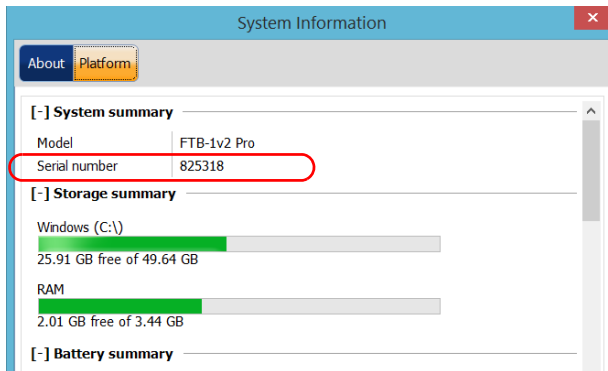 System Information
About Platform
[-] System summary
Model FTB-1v2 Pro
Serial number 825318
[-] Storage summary
Windows (C:\)
25.91 GB free of 49.64 GB
RAM
2.01 GB free of 3.44 GB
[-] Battery summary